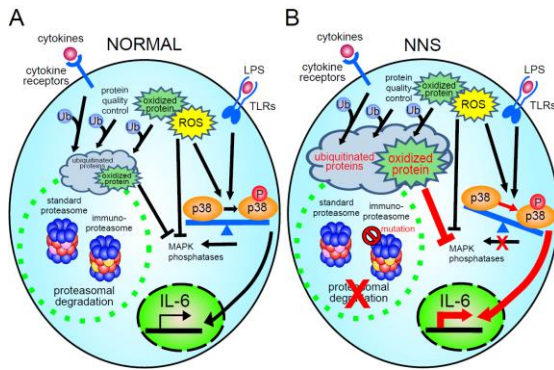 A
NORMAL
cytokines
cytokine
receptors
protein
quality
control
oxidized
protein
ROS
LPS
TLRs
Ub
Ub
Ub
ubiquitinated
proteins
oxidized
protein
standard
proteasome
immuno-
proteasome
proteasomal
degradation
p38
p38
P
MAPK
phosphatases
IL-6
B
NNS
cytokines
cytokine
receptors
protein
quality
control
oxidized
protein
ROS
LPS
TLRs
Ub
Ub
Ub
ubiquitinated
proteins
oxidized
protein
standard
proteasome
immuno-
proteasome
mutation
proteasomal
degradation
X
p38
p38
P
MAPK
phosphatases
X
IL-6